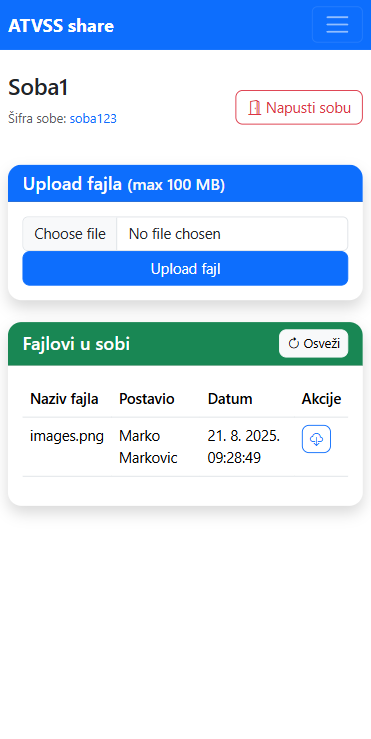 ATVSS share
Soba1
Šifra sobe: soba123
Napusti sobu
Upload fajla (max 100 MB)
Choose file No file chosen
Upload fajl
Fajlovi u sobi
Osveži
Naziv fajla Postavio Datum Akcije
images.png Marko 21. 8. 2025.
Markovic 09:28:49